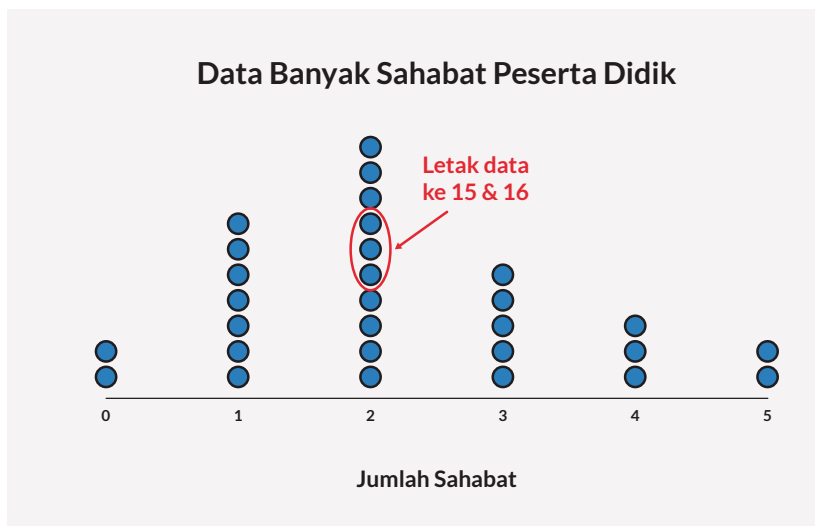 Data Banyak Sahabat Peserta Didik
Letak data
ke 15 & 16
0 1 2 3 4 5
Jumlah Sahabat